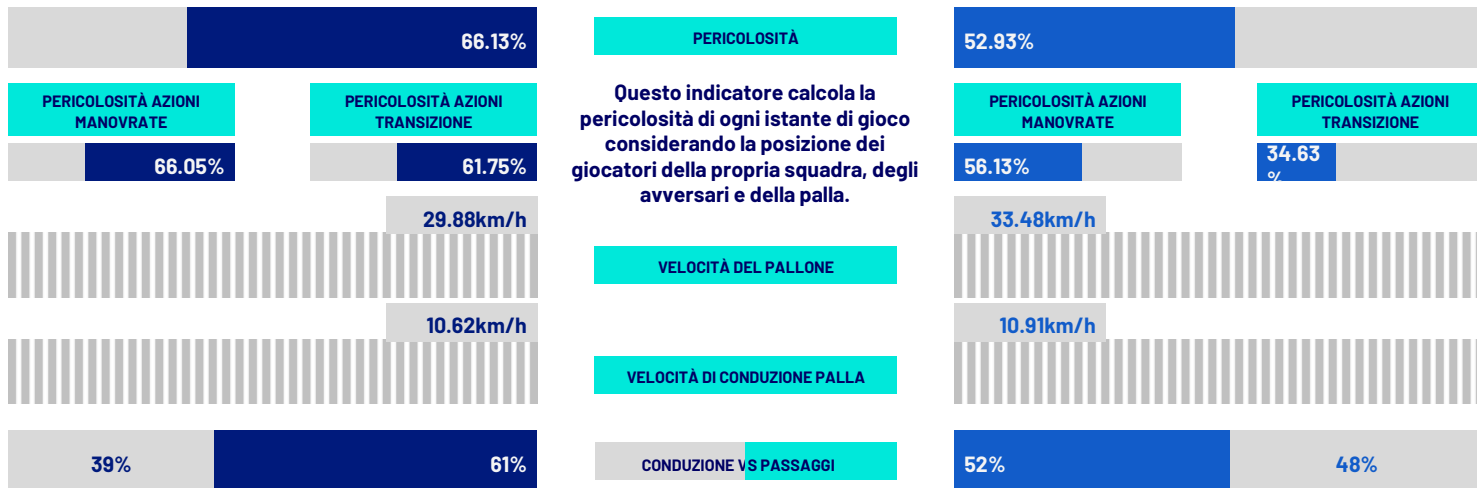 66.13%
PERICOLOSITÀ
52.93%
PERICOLOSITÀ AZIONI
MANOVRATE
PERICOLOSITÀ AZIONI
TRANSIZIONE
Questo indicatore calcola la
pericolosità di ogni istante di gioco
considerando la posizione dei
giocatori della propria squadra, degli
avversari e della palla.
PERICOLOSITÀ AZIONI
MANOVRATE
PERICOLOSITÀ AZIONI
TRANSIZIONE
66.05%
61.75%
56.13%
34.63
%
29.88km/h
33.48km/h
VELOCITÀ DEL PALLONE
10.62km/h
10.91km/h
VELOCITÀ DI CONDUZIONE PALLA
39%
61%
CONDUZIONE VS PASSAGGI
52%
48%